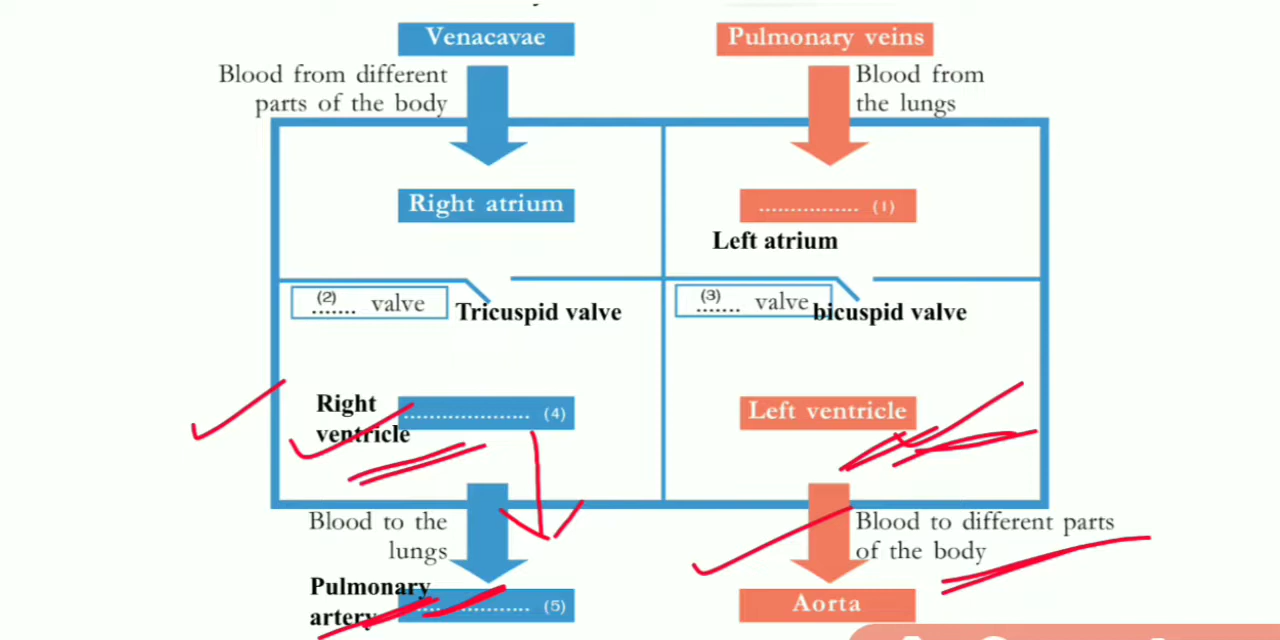 Venacavae
Pulmonary veins
Blood from different
parts of the body
Blood from
the lungs
Right atrium
................ (1)
Left atrium
(2)
....... valve
Tricuspid valve
(3)
....... valve
bicuspid valve
Right
ventricle
.................... (4)
Left ventricle
Blood to the
lungs
Blood to different parts
of the body
Pulmonary
artery
.................... (5)
Aorta